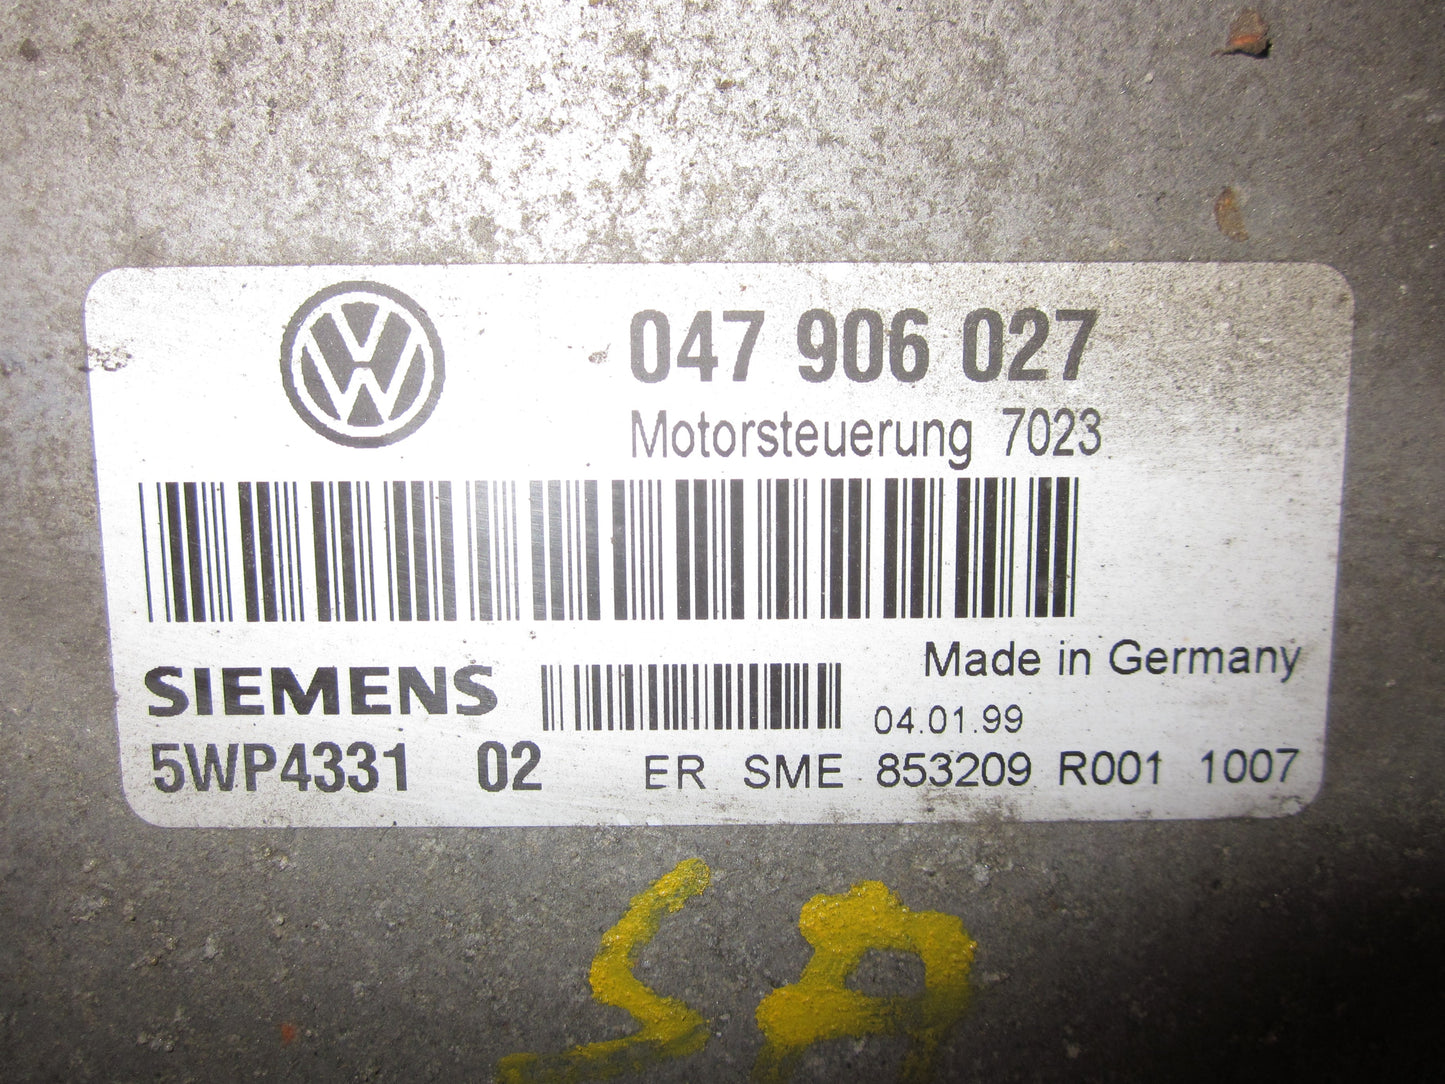 047 906 027
Motorsteuerung 7023
Made in Germany
SIEMENS
04.01.99
5WP4331 02 ER SME 853209 R001 1007